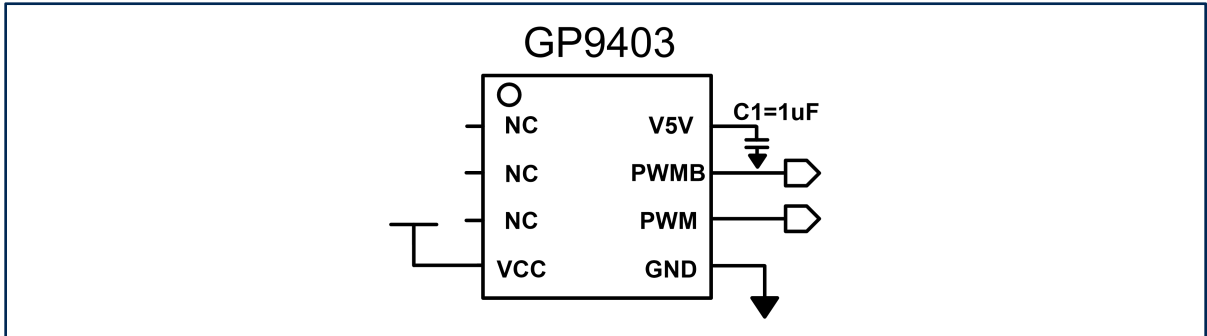 GP9403
C1=1uF
NC V5V
NC PWMB
NC PWM
VCC GND